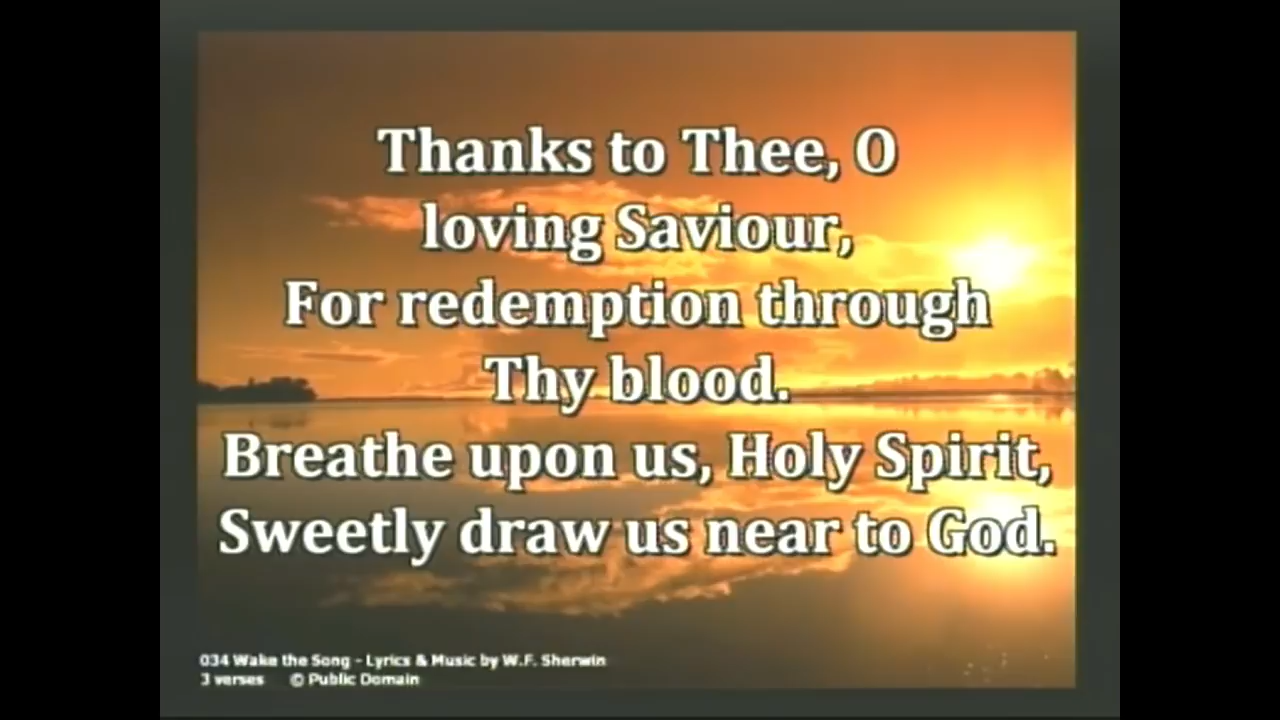 Thanks to Thee, O
loving Saviour,
For redemption through
Thy blood.
Breathe upon us, Holy Spirit,
Sweetly draw us near to God.
034 Wake the Song - Lyrics & Music by W.F. Sherwin
3 verses © Public Domain